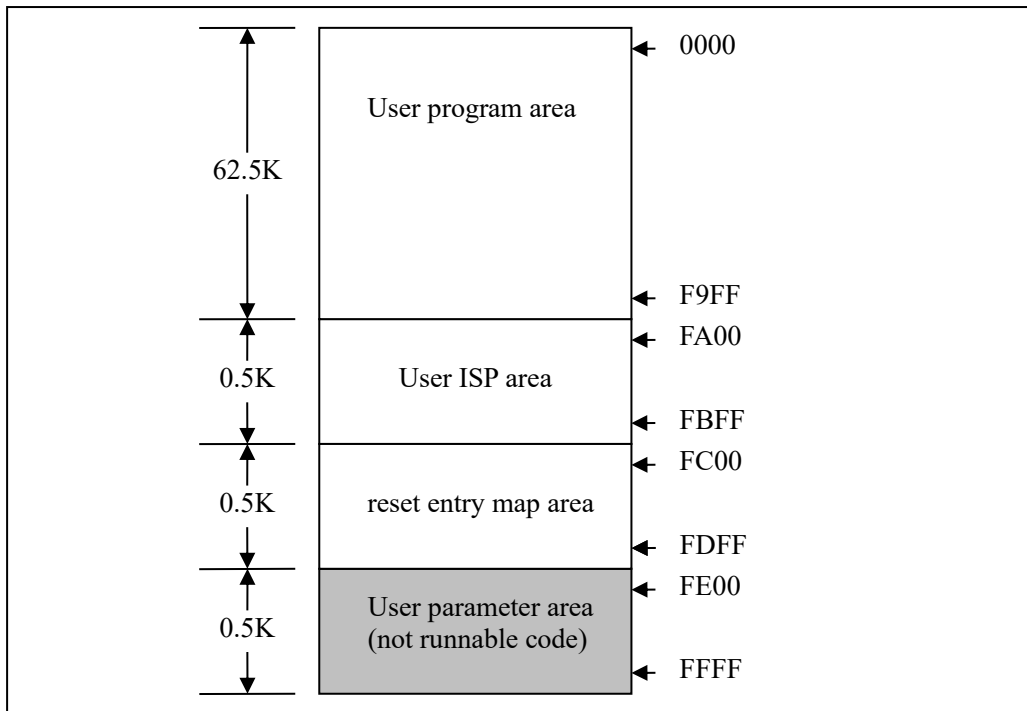 0000
User program area
62.5K
F9FF
FA00
0.5K
User ISP area
FBFF
FC00
0.5K
reset entry map area
FDFF
FE00
User parameter area
(not runnable code)
0.5K
FFFF